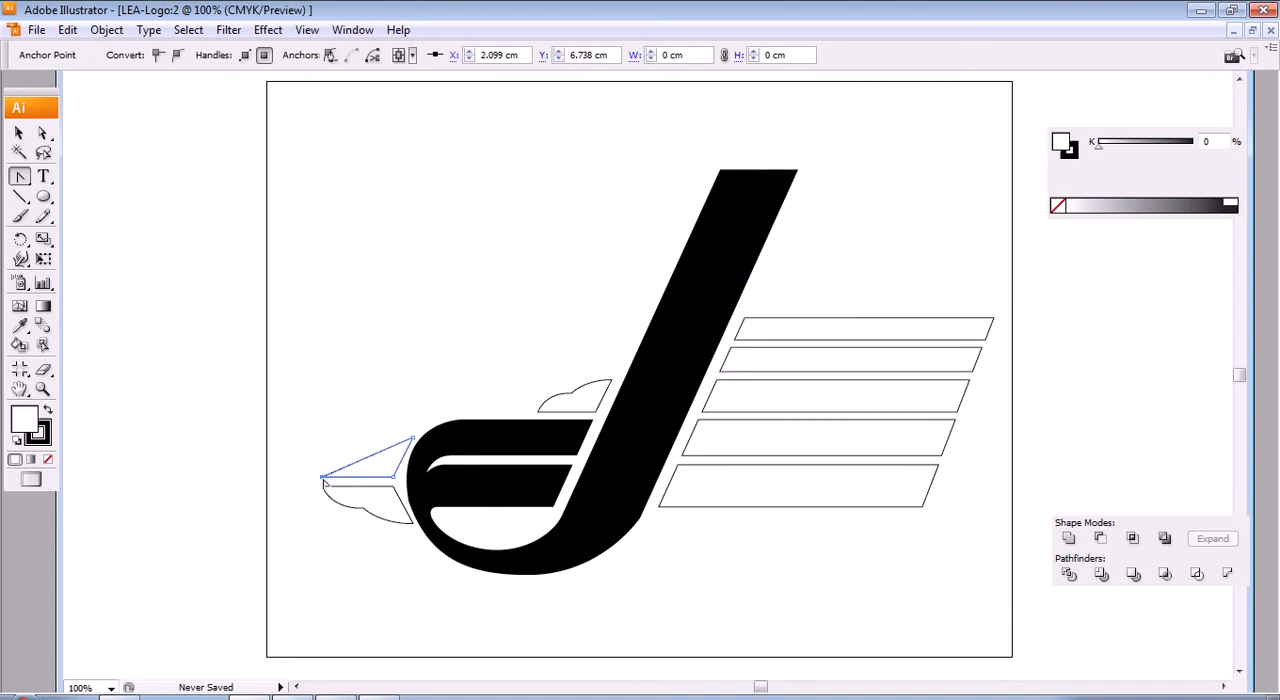 Adobe Illustrator - [LEA-Logo:2 @ 100% (CMYK/Preview) ]
File Edit Object Type Select Filter Effect View Window Help
Anchor Point Convert: Handles: Anchors: X: 2.099 cm Y: 6.738 cm W: 0 cm H: 0 cm
Ai
K 0 %
T
Shape Modes:
Expand
Pathfinders:
100% Never Saved